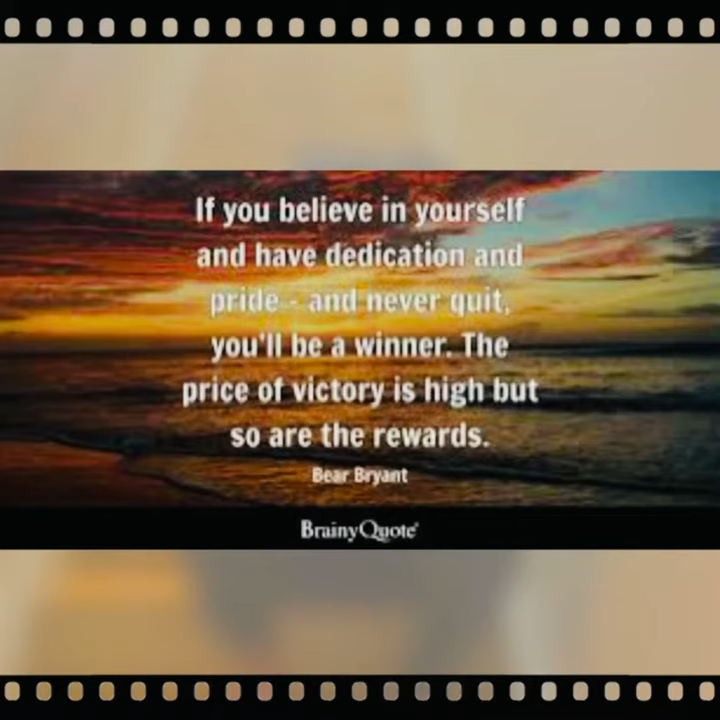 If you believe in yourself
and have dedication and
pride - and never quit,
you'll be a winner. The
price of victory is high but
so are the rewards.
Bear Bryant
BrainyQuote®